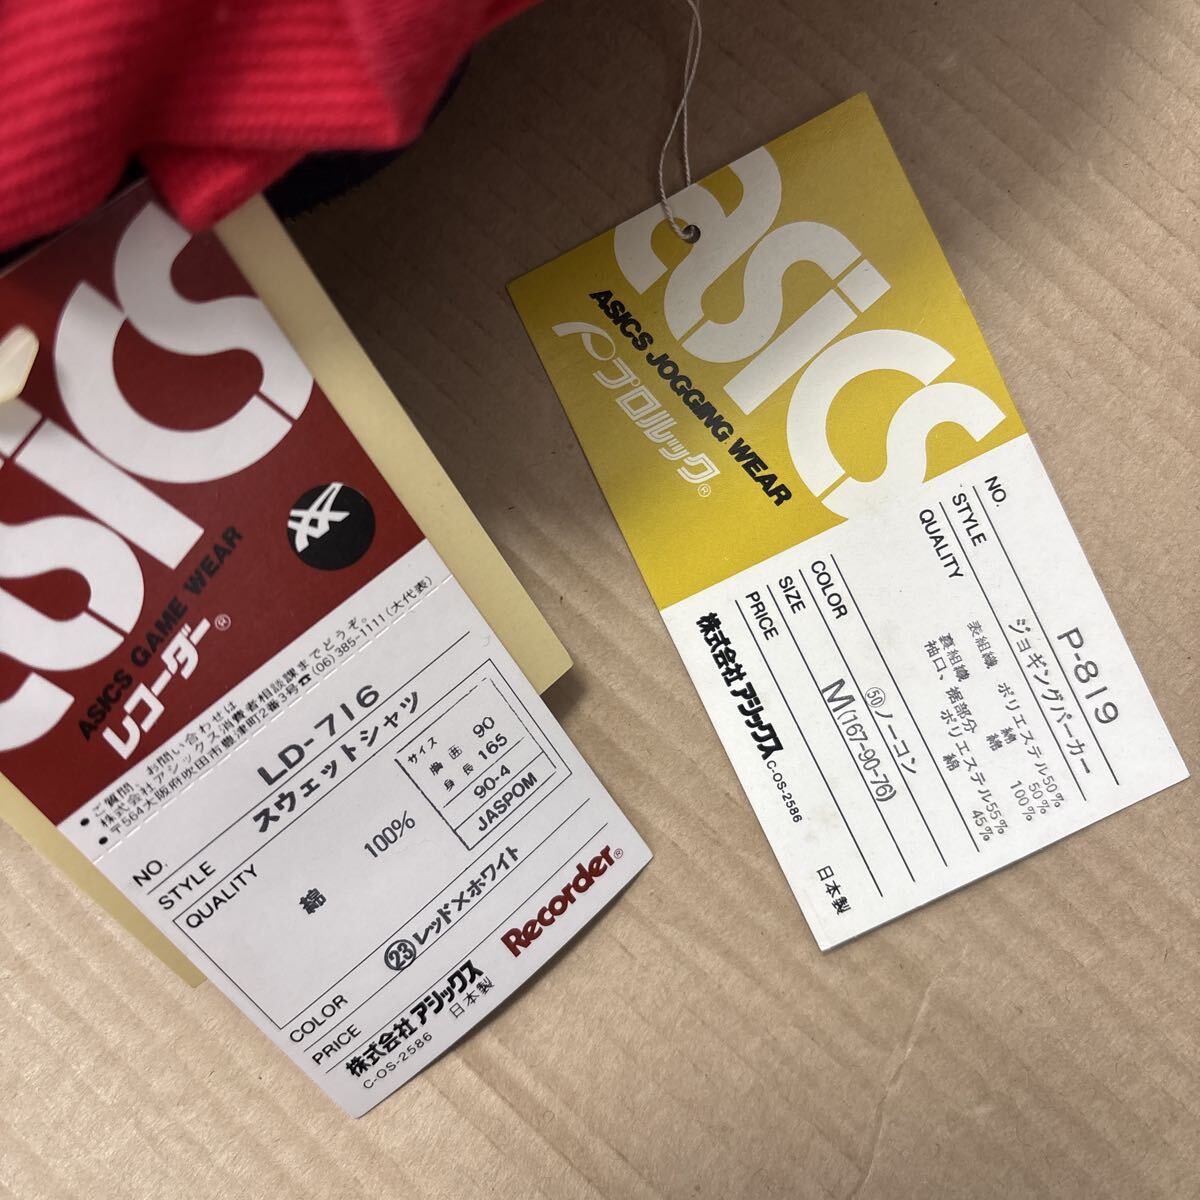 asics
ASICS GAME WEAR
レコーダー®
●ご質問、お問い合わせは
株式会社アシックス消費者相談課までどうぞ。
●〒564大阪府吹田市豊津町2番3号☎(06)385-1111(大代表)
NO. LD-716
STYLE スウェットシャツ
QUALITY
綿 100%
サイズ
胸囲 90
身長 165
90-4
JASPOM
COLOR ㉓レッド×ホワイト
PRICE
株式会社アシックス
C-OS-2586 日本製
Recorder®
asics
ASICS JOGGING WEAR
プロルック®
NO. P-819
STYLE ジョギングパーカー
QUALITY
表組織 ポリエステル50%
綿 50%
裏組織 綿 100%
袖口、裾部分 ポリエステル55%
綿 45%
COLOR ㊿ノーコン
SIZE M(167-90-76)
PRICE
株式会社アシックス C-OS-2586 日本製